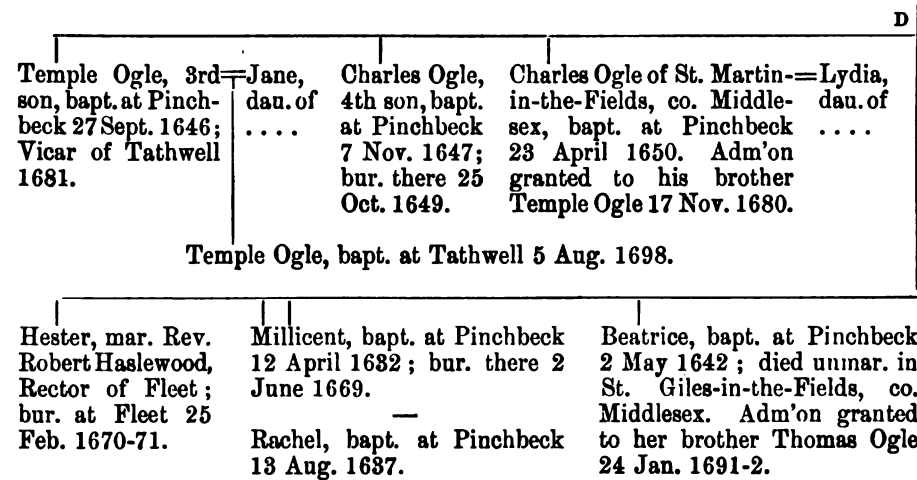 D
Temple Ogle, 3rd
son, bapt. at Pinch-
beck 27 Sept. 1646;
Vicar of Tathwell
1681.
=Jane,
dau. of
. . . .
Charles Ogle,
4th son, bapt.
at Pinchbeck
7 Nov. 1647;
bur. there 25
Oct. 1649.
Charles Ogle of St. Martin-
in-the-Fields, co. Middle-
sex, bapt. at Pinchbeck
23 April 1650. Adm'on
granted to his brother
Temple Ogle 17 Nov. 1680.
=Lydia,
dau. of
. . . .
Temple Ogle, bapt. at Tathwell 5 Aug. 1698.
Hester, mar. Rev.
Robert Haslewood,
Rector of Fleet;
bur. at Fleet 25
Feb. 1670-71.
Millicent, bapt. at Pinchbeck
12 April 1632; bur. there 2
June 1669.
—
Rachel, bapt. at Pinchbeck
13 Aug. 1637.
Beatrice, bapt. at Pinchbeck
2 May 1642; died unmar. in
St. Giles-in-the-Fields, co.
Middlesex. Adm'on granted
to her brother Thomas Ogle
24 Jan. 1691-2.